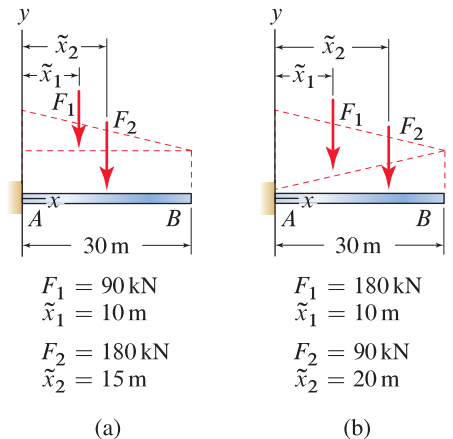 y
x̃₂
x̃₁
F₁
F₂
x
A
B
30 m
F₁ = 90 kN
x̃₁ = 10 m
F₂ = 180 kN
x̃₂ = 15 m
(a)
y
x̃₂
x̃₁
F₁
F₂
x
A
B
30 m
F₁ = 180 kN
x̃₁ = 10 m
F₂ = 90 kN
x̃₂ = 20 m
(b)